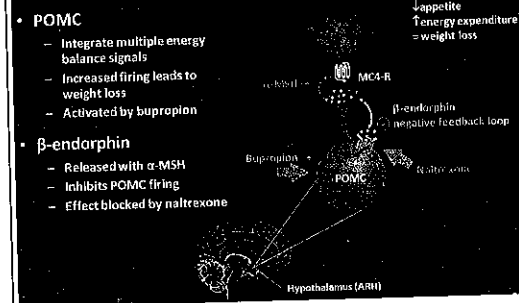 • POMC
– Integrate multiple energy
balance signals
– Increased firing leads to
weight loss
– Activated by bupropion
• β-endorphin
– Released with α-MSH
– Inhibits POMC firing
– Effect blocked by naltrexone
↓appetite
↑energy expenditure
= weight loss
MC4-R
α-MSH
β-endorphin
negative feedback loop
Bupropion
Naltrexone
POMC
Hypothalamus (ARH)